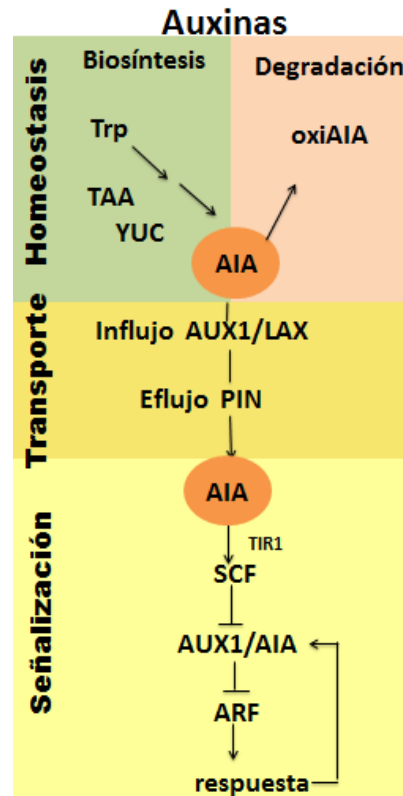 Auxinas
Homeostasis
Biosíntesis
Degradación
Trp
oxiAIA
TAA
YUC
AIA
Transporte
Influjo AUX1/LAX
Eflujo PIN
Señalización
AIA
TIR1
SCF
AUX1/AIA
ARF
respuesta